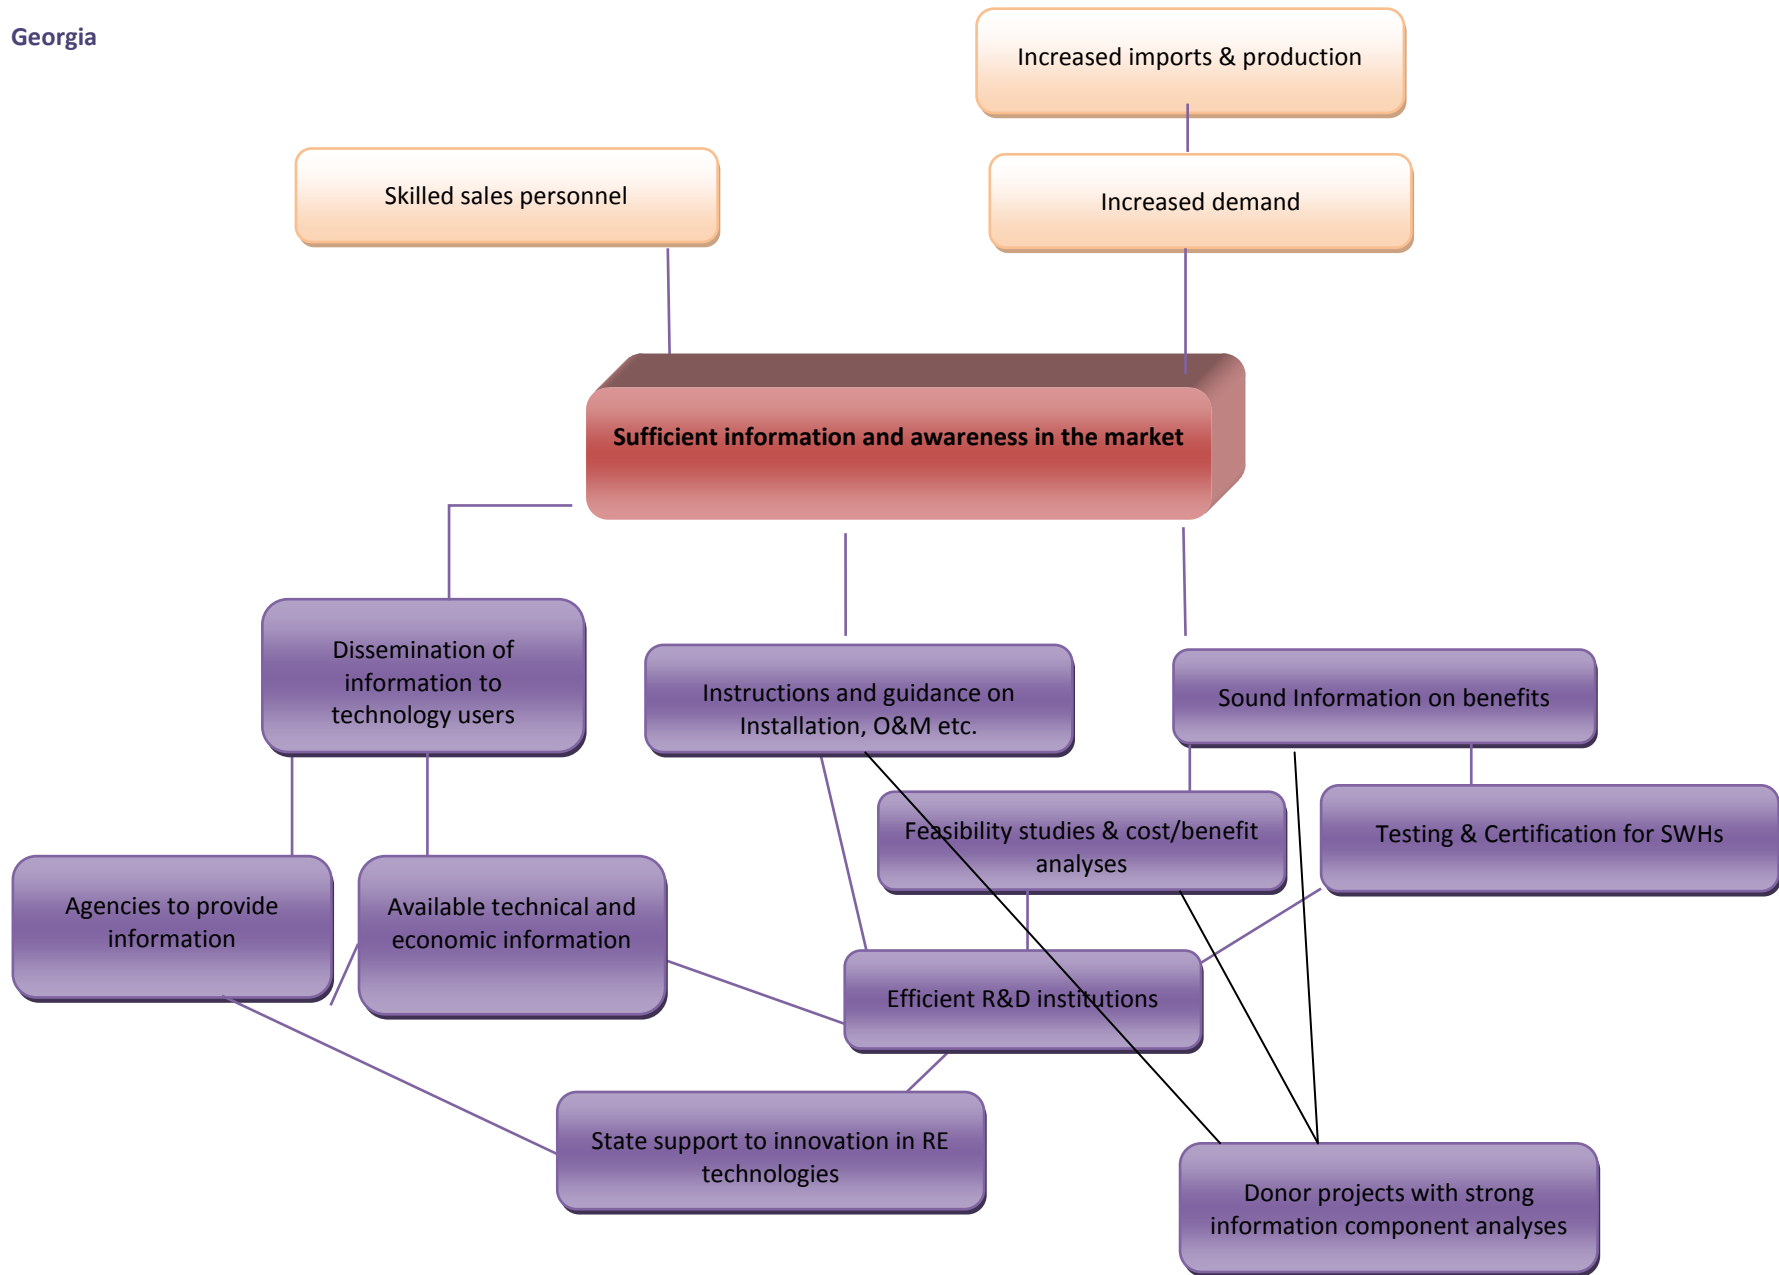 Georgia
Increased imports & production
Skilled sales personnel
Increased demand
Sufficient information and awareness in the market
Dissemination of
information to
technology users
Instructions and guidance on
Installation, O&M etc.
Sound Information on benefits
Feasibility studies & cost/benefit
analyses
Testing & Certification for SWHs
Agencies to provide
information
Available technical and
economic information
Efficient R&D institutions
State support to innovation in RE
technologies
Donor projects with strong
information component analyses